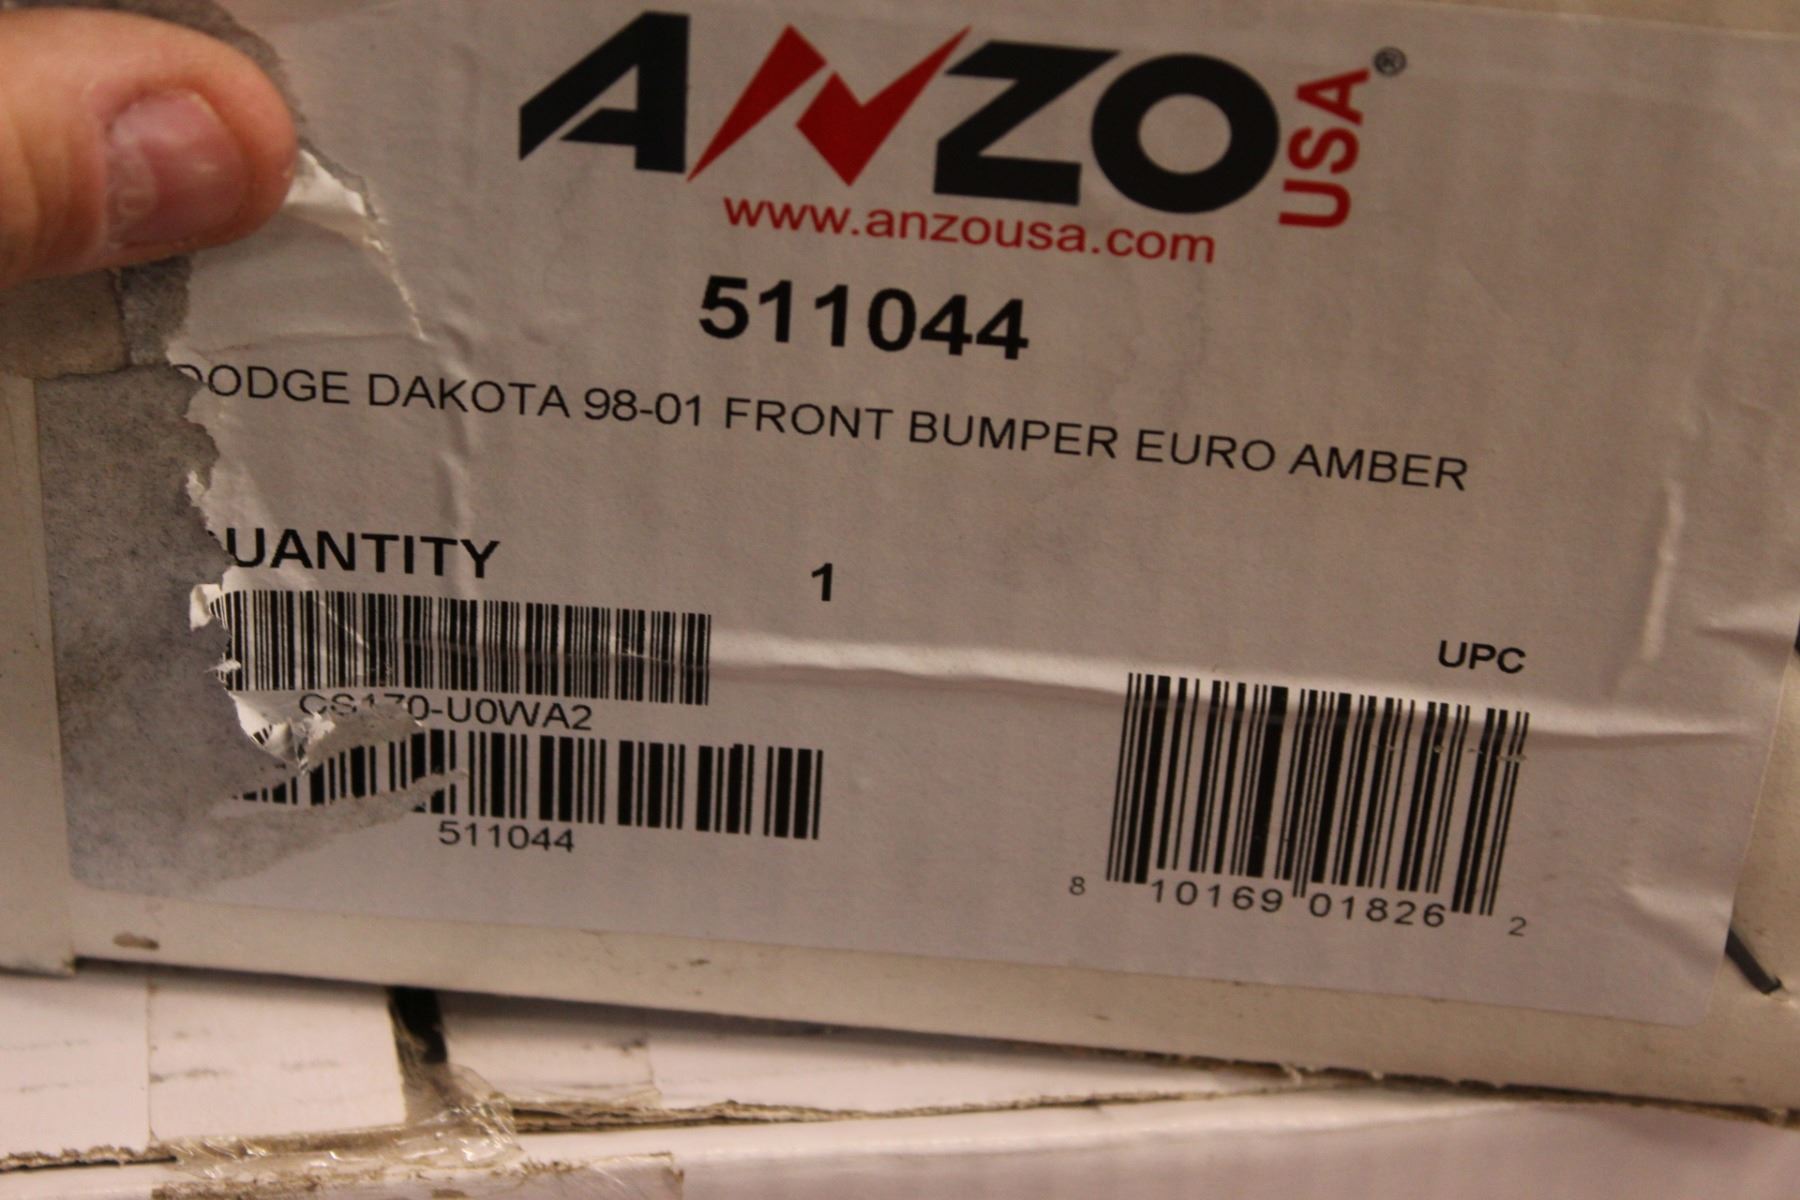 ANZO USA®
www.anzousa.com
511044
DODGE DAKOTA 98-01 FRONT BUMPER EURO AMBER
UANTITY 1
UPC
CS170-U0WA2
511044
8 10169 01826 2